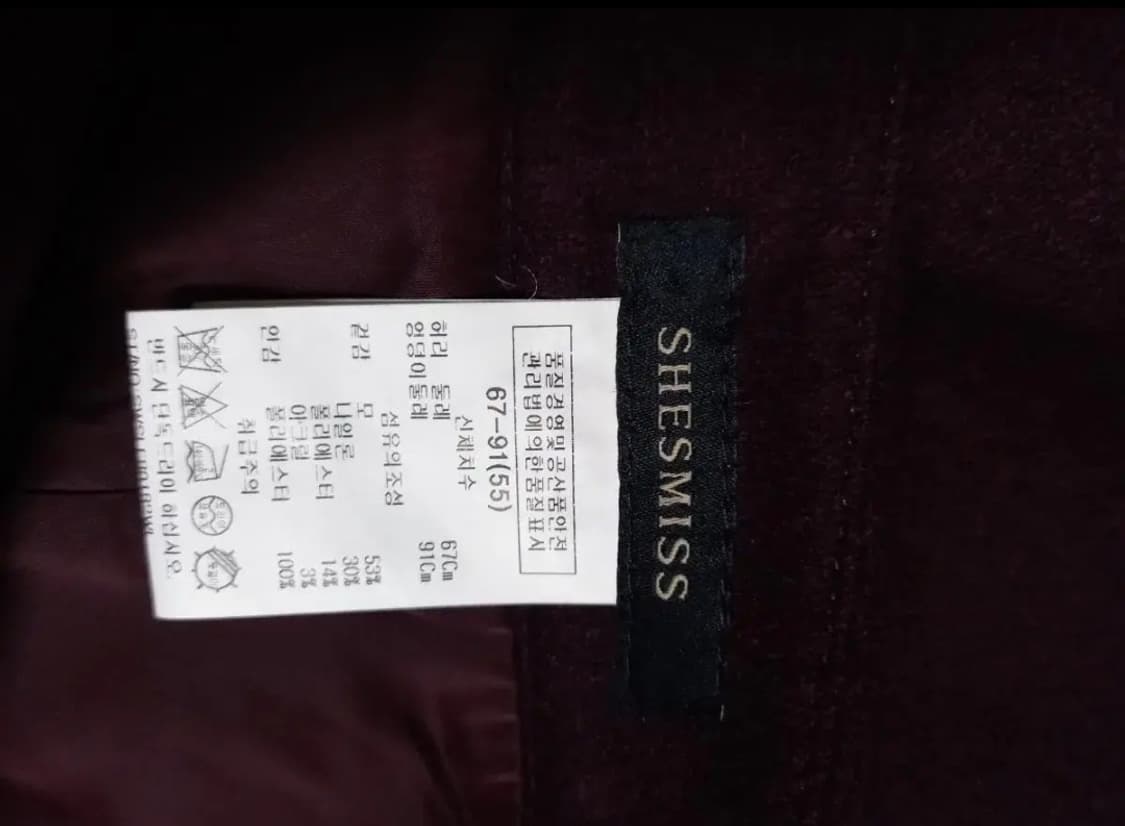 SHESMISS
품질경영및공산품안전
관리법에의한품질표시
67-91(55)
신체치수
허리 둘레 67Cm
엉덩이둘레 91Cm
섬유의조성
겉감 모 53%
나일론 30%
폴리에스터 14%
아크릴 3%
안감 폴리에스터 100%
취급주의
반드시 단독드라이 하십시오.